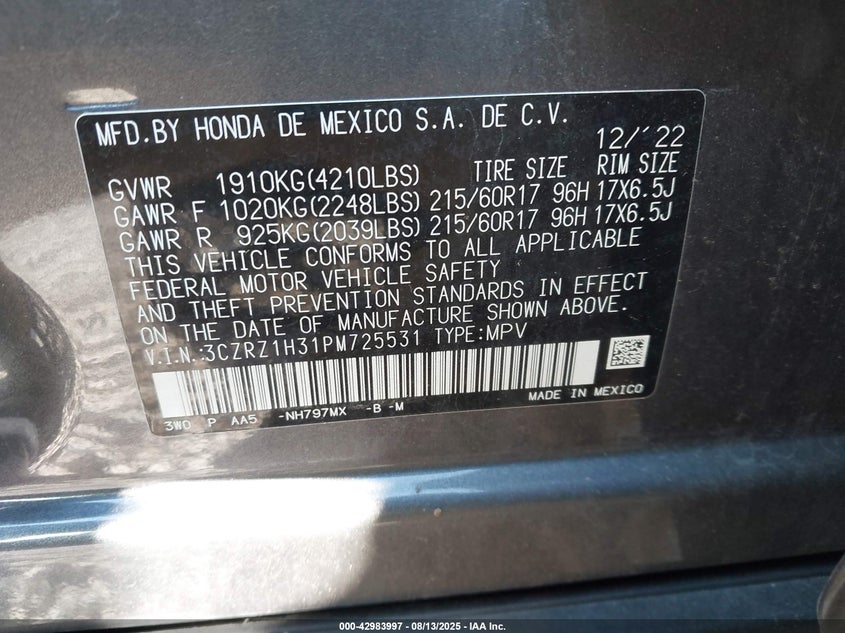 MFD.BY HONDA DE MEXICO S.A. DE C.V.
12/´22
GVWR 1910KG(4210LBS) TIRE SIZE RIM SIZE
GAWR F 1020KG(2248LBS) 215/60R17 96H 17X6.5J
GAWR R 925KG(2039LBS) 215/60R17 96H 17X6.5J
THIS VEHICLE CONFORMS TO ALL APPLICABLE
FEDERAL MOTOR VEHICLE SAFETY
AND THEFT PREVENTION STANDARDS IN EFFECT
ON THE DATE OF MANUFACTURE SHOWN ABOVE.
V.I.N.:3CZRZ1H31PM725531 TYPE:MPV
MADE IN MEXICO
3W0 P AA5 -NH797MX -B -M
000-42983997 - 08/13/2025 - IAA Inc.